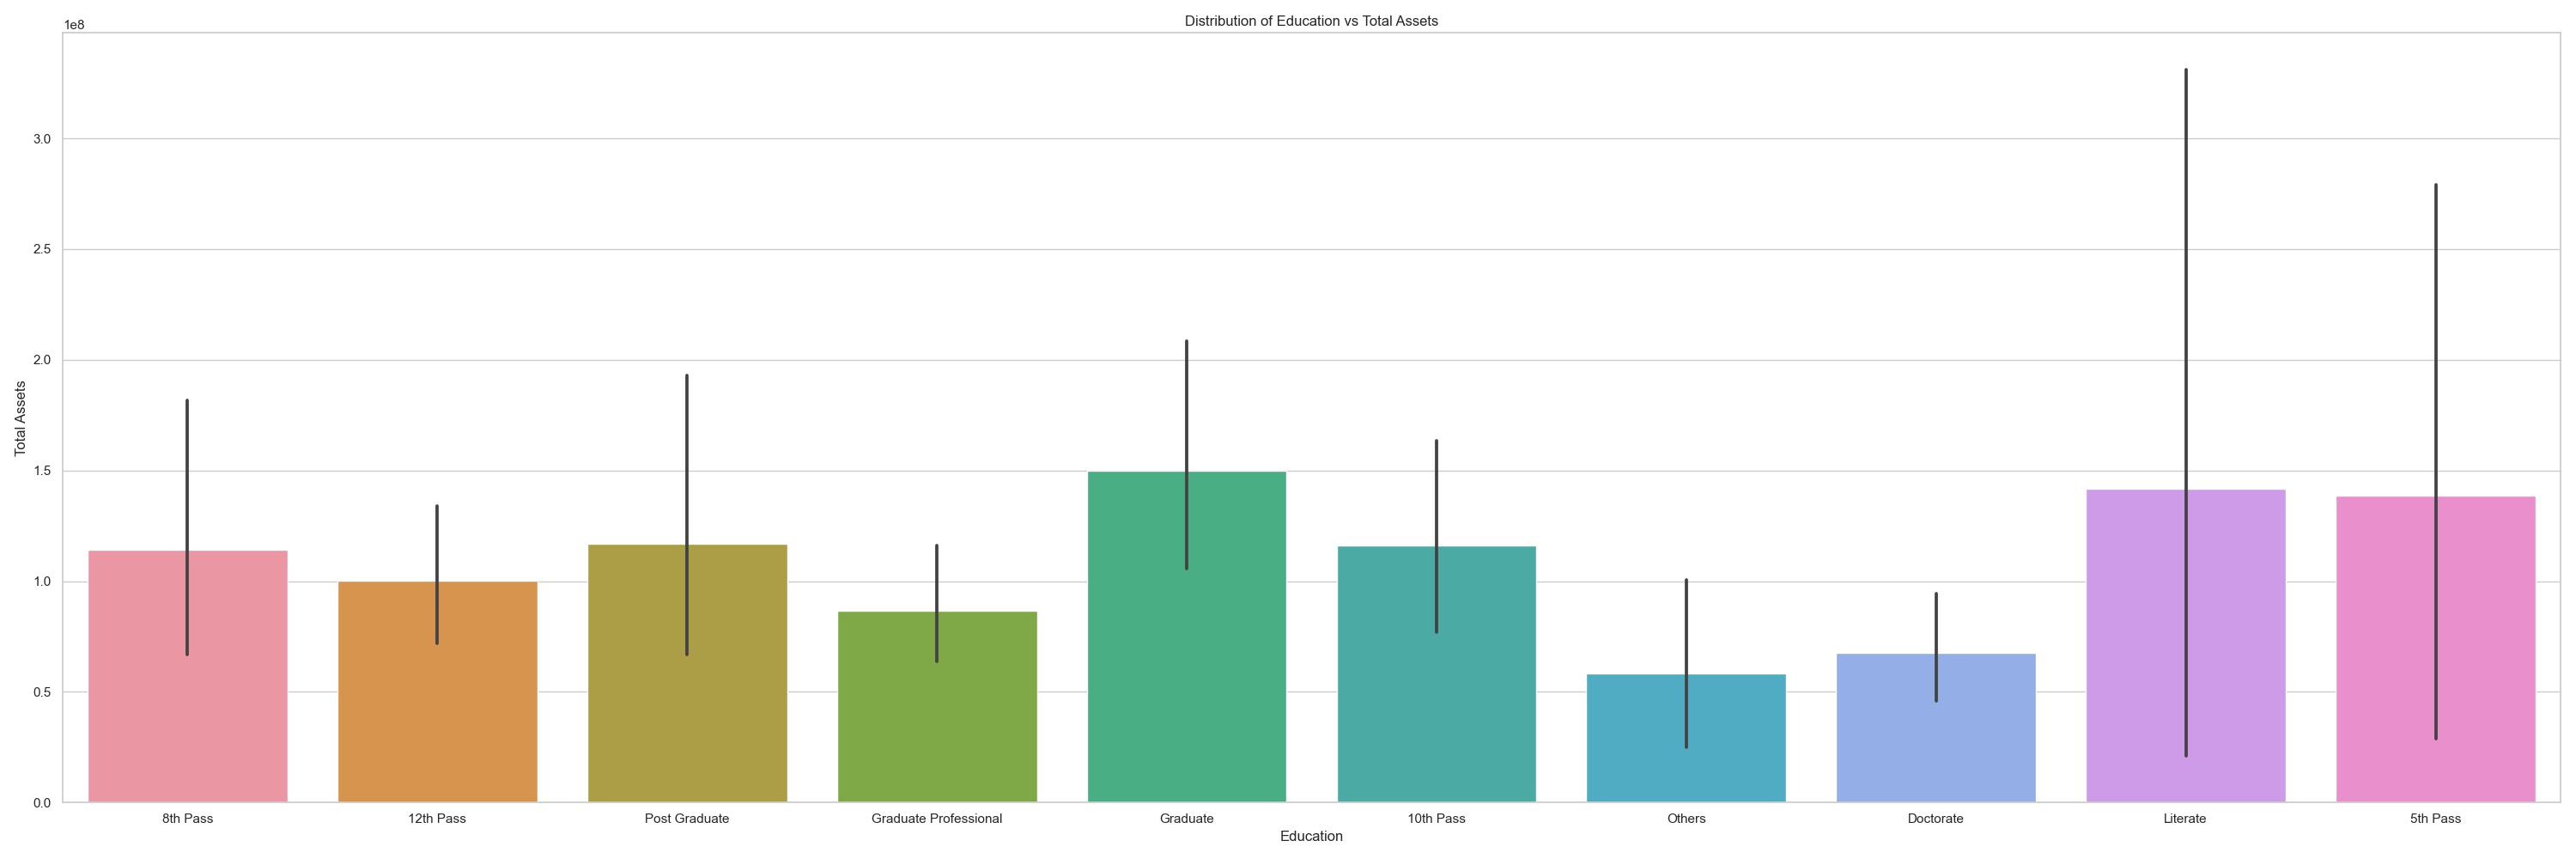 Distribution of Education vs Total Assets
1e8
3.0
2.5
2.0
1.5
1.0
0.5
0.0
Total Assets
8th Pass 12th Pass Post Graduate Graduate Professional Graduate 10th Pass Others Doctorate Literate 5th Pass
Education